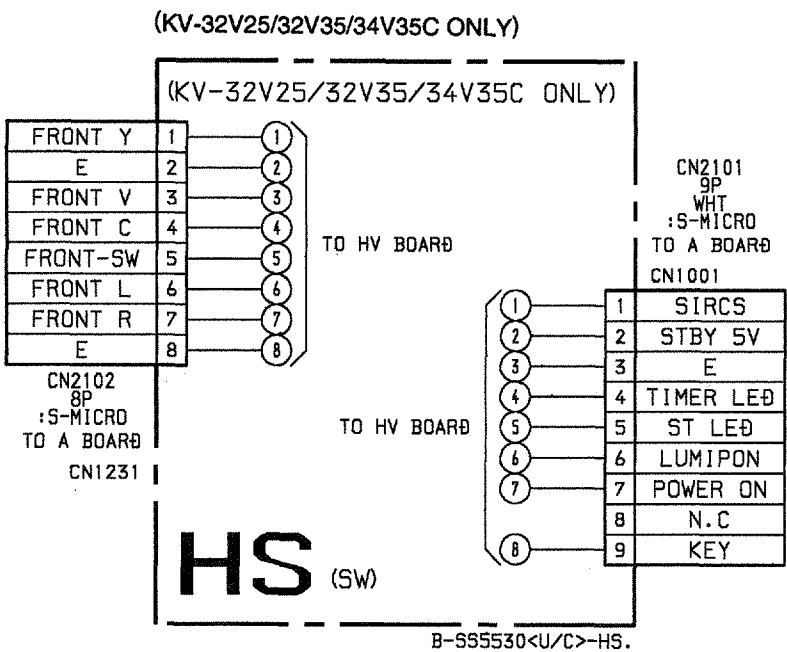 (KV-32V25/32V35/34V35C ONLY)
(KV-32V25/32V35/34V35C ONLY)
FRONT Y 1 1
E 2 2
FRONT V 3 3
FRONT C 4 4
FRONT-SW 5 5
FRONT L 6 6
FRONT R 7 7
E 8 8
TO HV BOARD
CN2102
8P
:S-MICRO
TO A BOARD
CN1231
CN2101
9P
WHT
:S-MICRO
TO A BOARD
CN1001
1 1 SIRCS
2 2 STBY 5V
3 3 E
4 4 TIMER LED
5 5 ST LED
6 6 LUMIPON
7 7 POWER ON
8 N.C
8 9 KEY
TO HV BOARD
HS (SW)
B-SS5530<U/C>-HS.